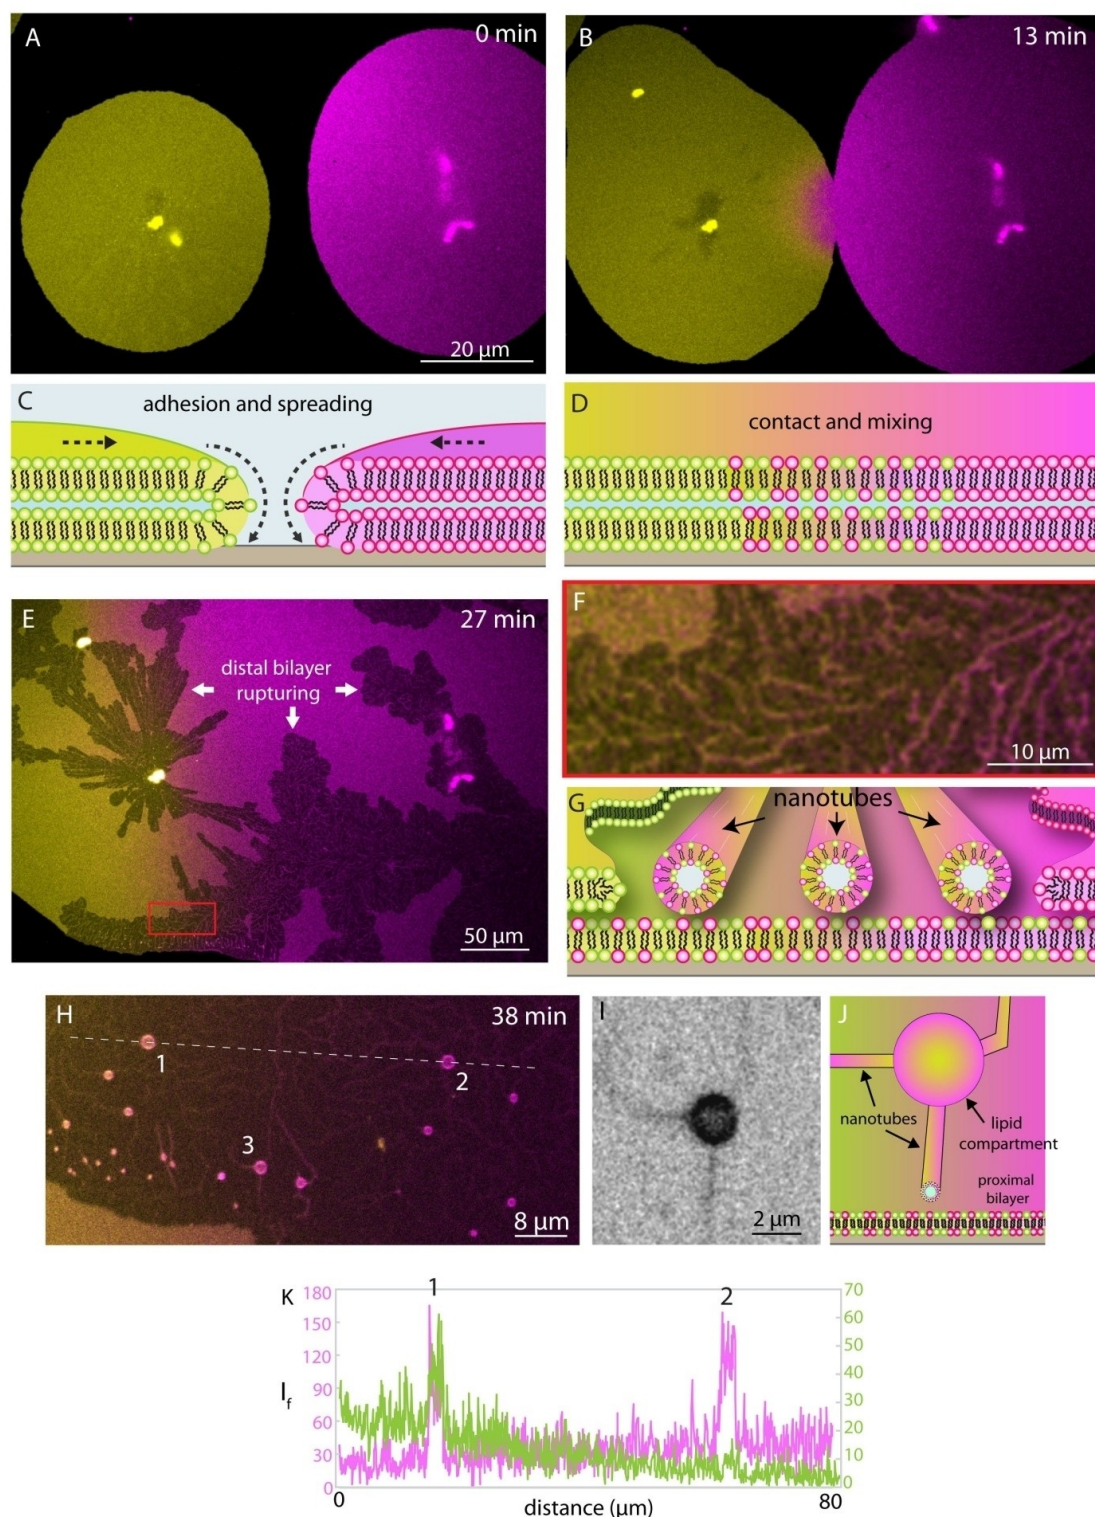 A
0 min
20 μm
B
13 min
C
adhesion and spreading
D
contact and mixing
E
27 min
distal bilayer
rupturing
50 μm
F
10 μm
G
nanotubes
H
38 min
1
2
3
8 μm
I
2 μm
J
nanotubes
lipid
compartment
proximal
bilayer
K
1
2
180
150
120
90
60
30
0
I_f
70
60
50
40
30
20
10
0
0
80
distance (μm)